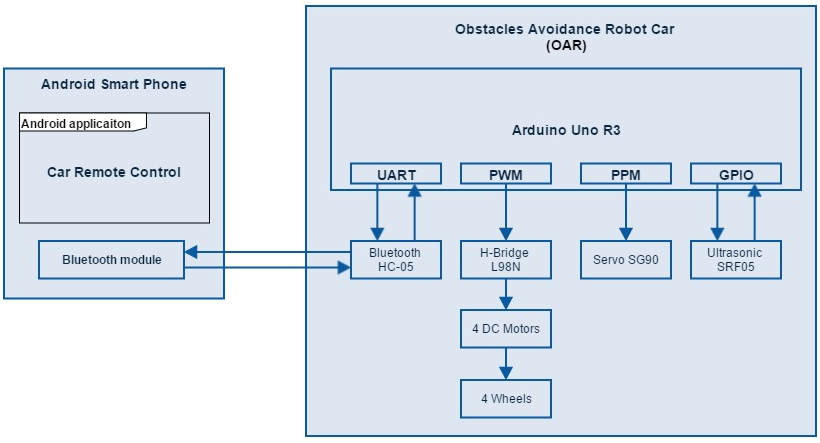 Obstacles Avoidance Robot Car
(OAR)
Android Smart Phone
Android applicaiton
Car Remote Control
Bluetooth module
Arduino Uno R3
UART
PWM
PPM
GPIO
Bluetooth
HC-05
H-Bridge
L98N
Servo SG90
Ultrasonic
SRF05
4 DC Motors
4 Wheels